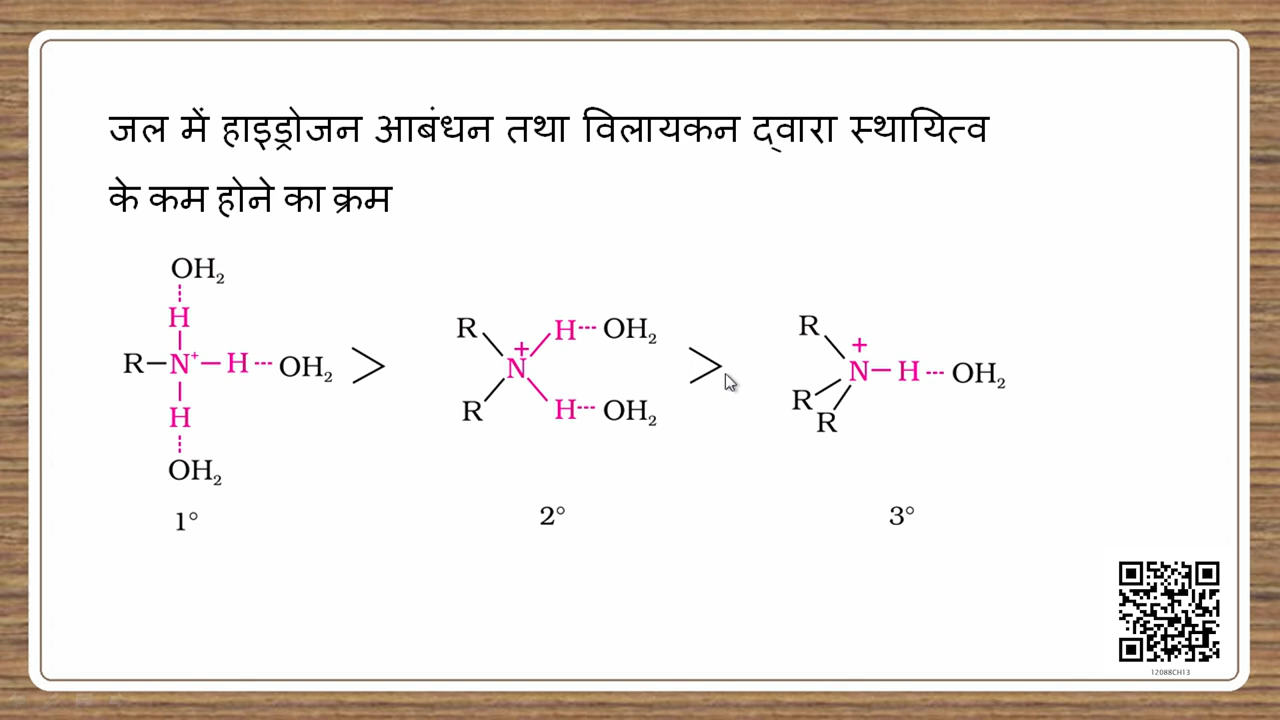 जल में हाइड्रोजन आबंधन तथा विलायकन द्वारा स्थायित्व
के कम होने का क्रम
OH₂
H
R—N⁺—H---OH₂ >
H
OH₂
1°
R
H---OH₂
+
N
R
H---OH₂
>
2°
R
+
N—H---OH₂
R
R
3°
12088CH13